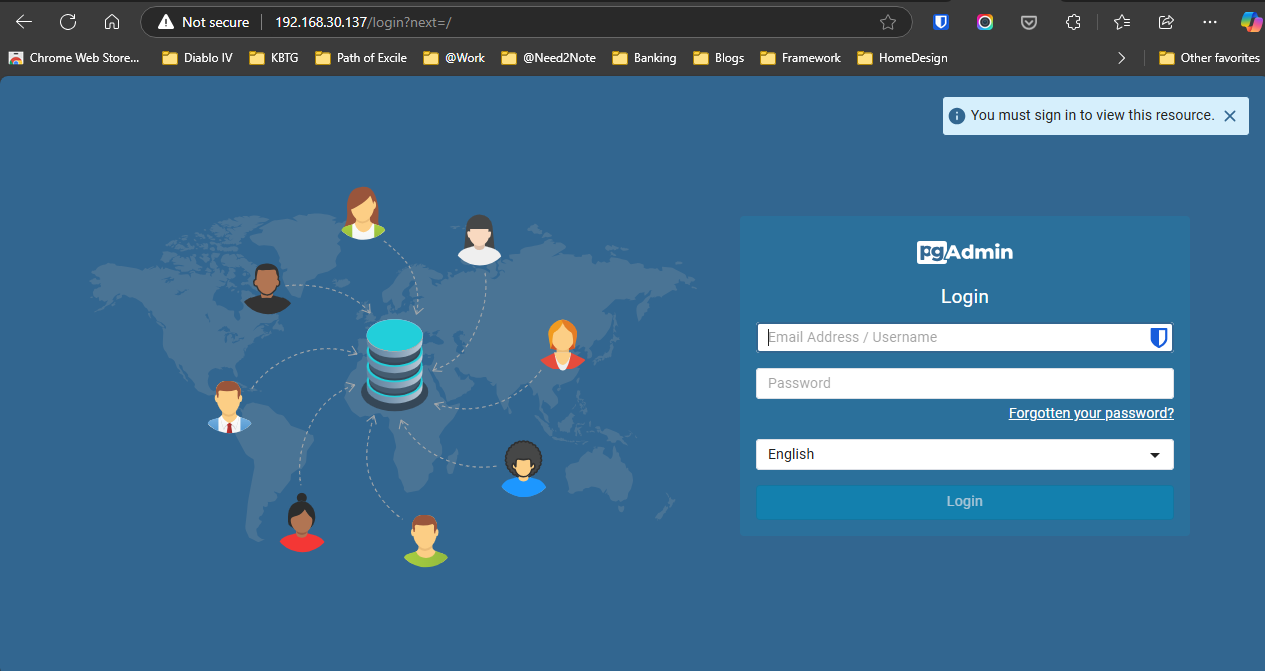 Not secure 192.168.30.137/login?next=/
Chrome Web Store... Diablo IV KBTG Path of Excile @Work @Need2Note Banking Blogs Framework HomeDesign Other favorites
You must sign in to view this resource.
pgAdmin
Login
Email Address / Username
Password
Forgotten your password?
English
Login